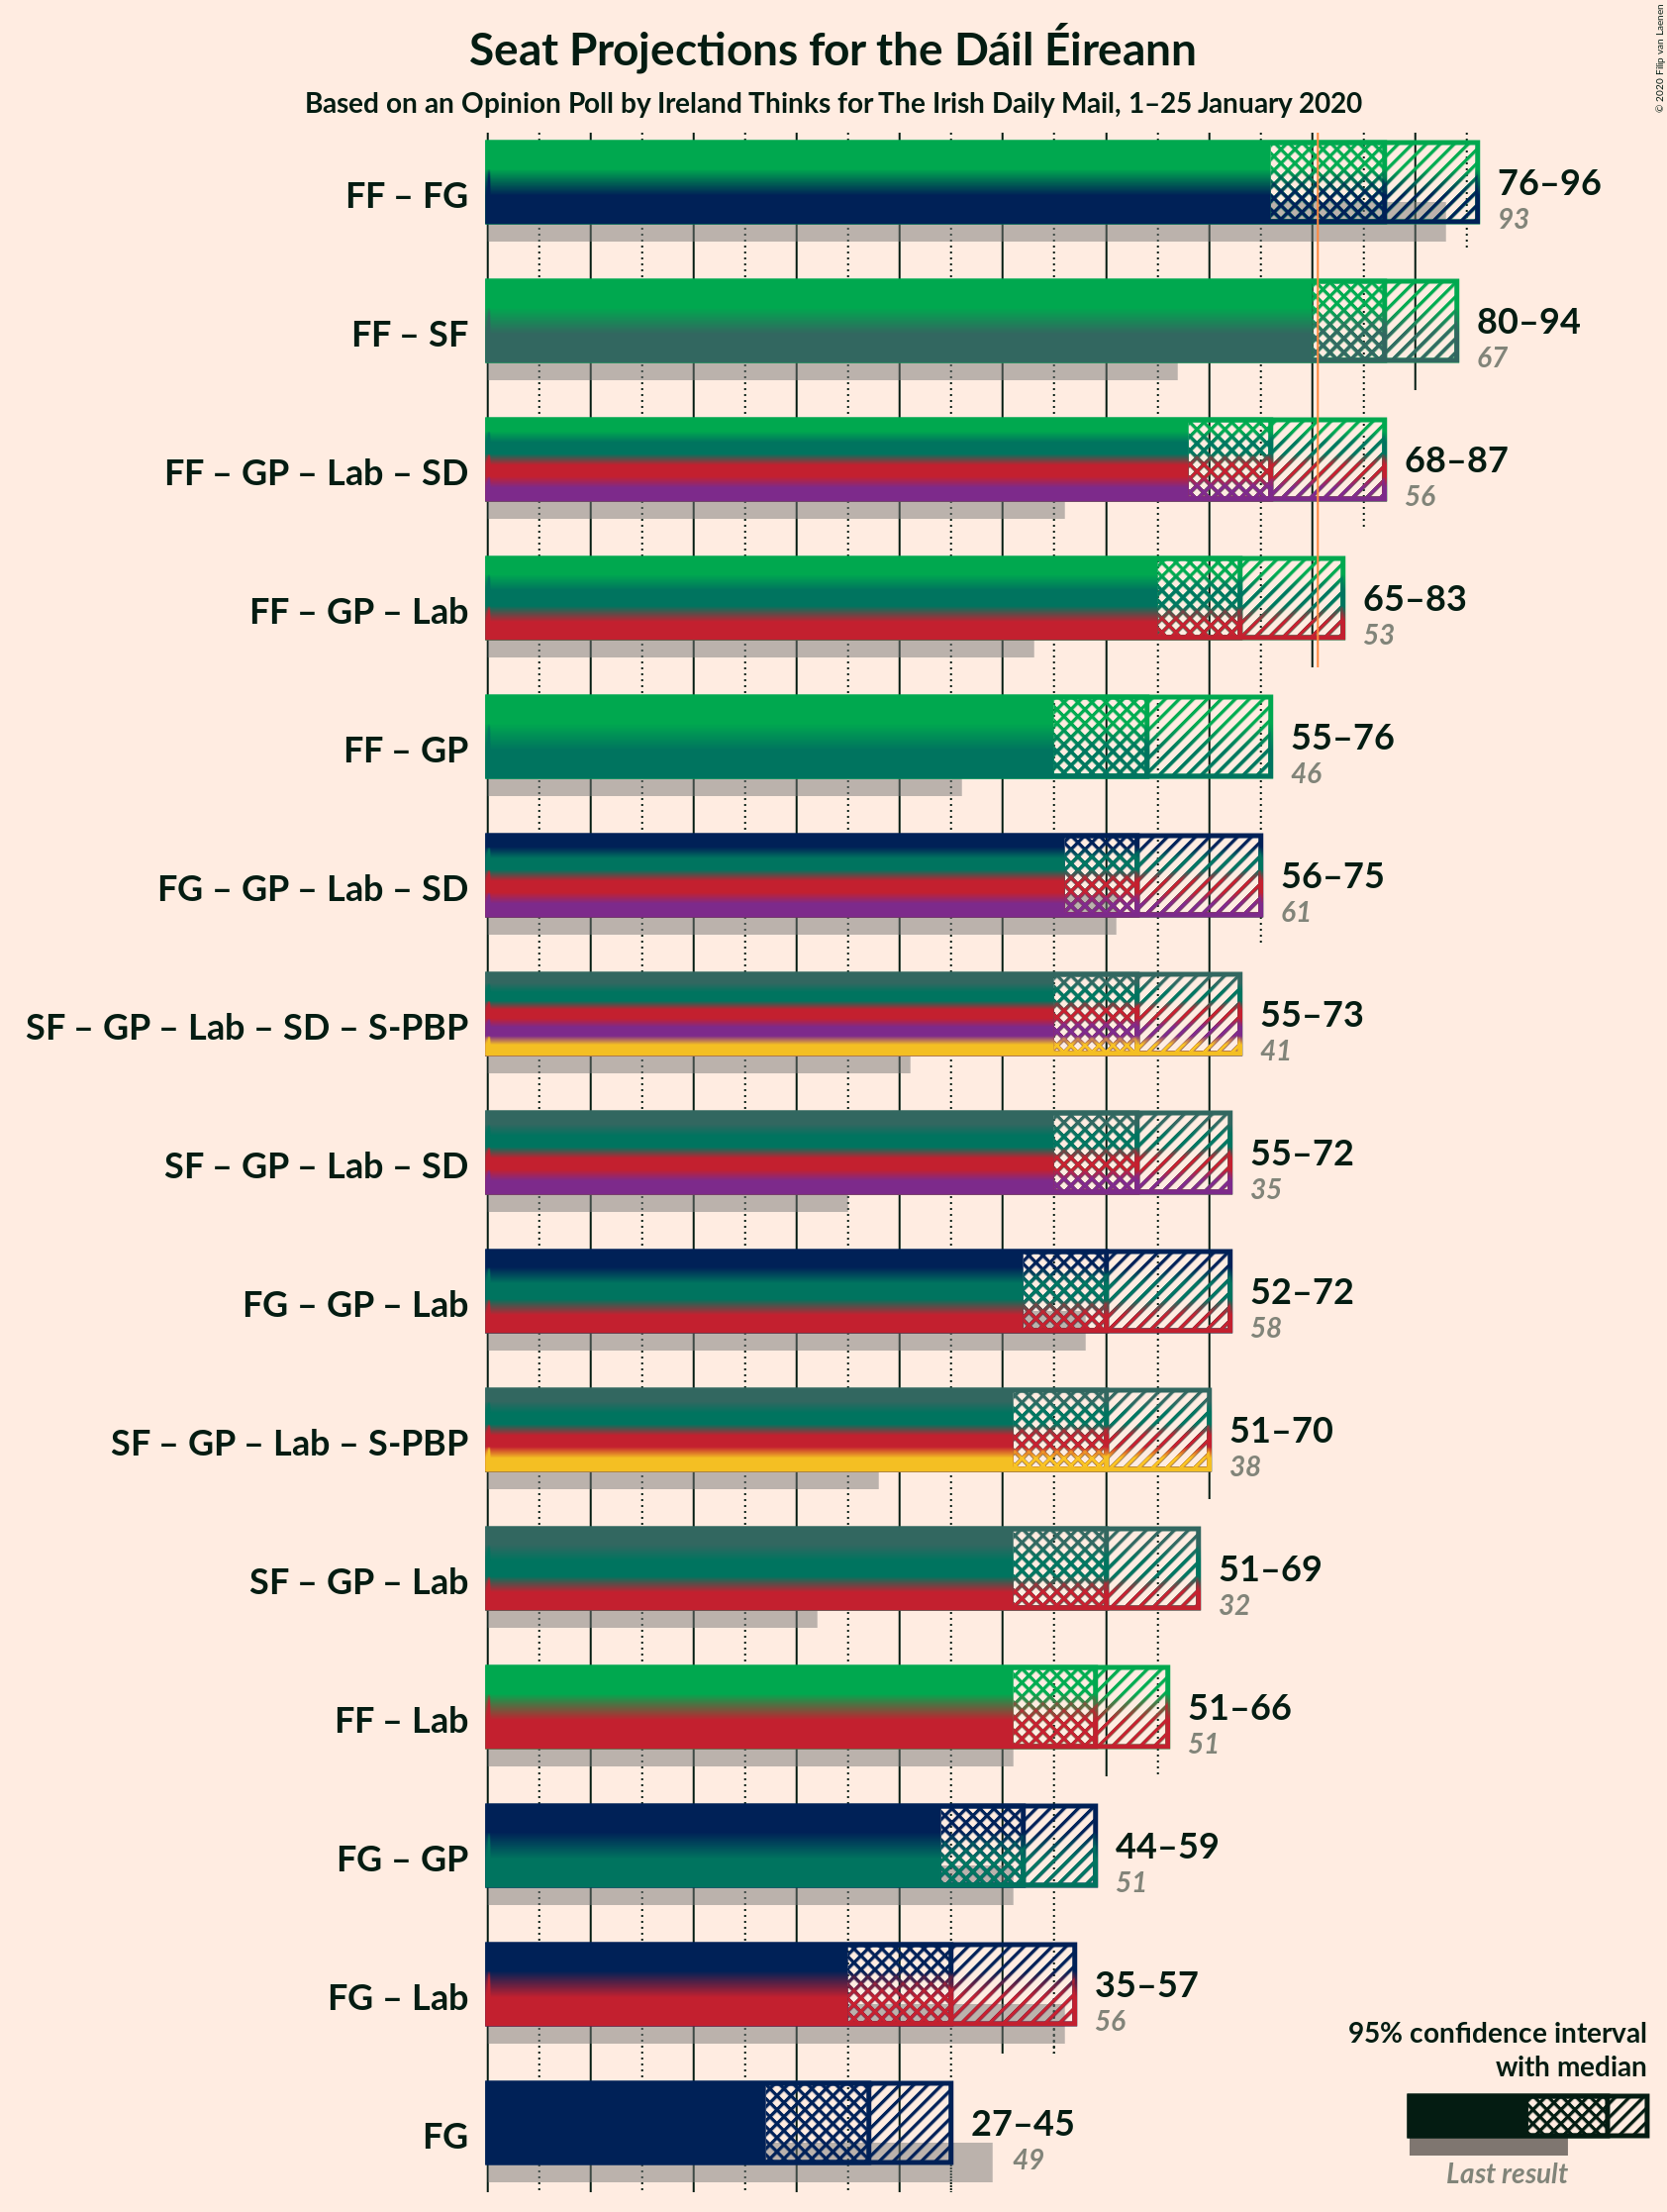 Seat Projections for the Dáil Éireann
Based on an Opinion Poll by Ireland Thinks for The Irish Daily Mail, 1–25 January 2020
© 2020 Filip van Laenen
FF – FG
76–96
93
FF – SF
80–94
67
FF – GP – Lab – SD
68–87
56
FF – GP – Lab
65–83
53
FF – GP
55–76
46
FG – GP – Lab – SD
56–75
61
SF – GP – Lab – SD – S-PBP
55–73
41
SF – GP – Lab – SD
55–72
35
FG – GP – Lab
52–72
58
SF – GP – Lab – S-PBP
51–70
38
SF – GP – Lab
51–69
32
FF – Lab
51–66
51
FG – GP
44–59
51
FG – Lab
35–57
56
FG
27–45
49
95% confidence interval
with median
Last result